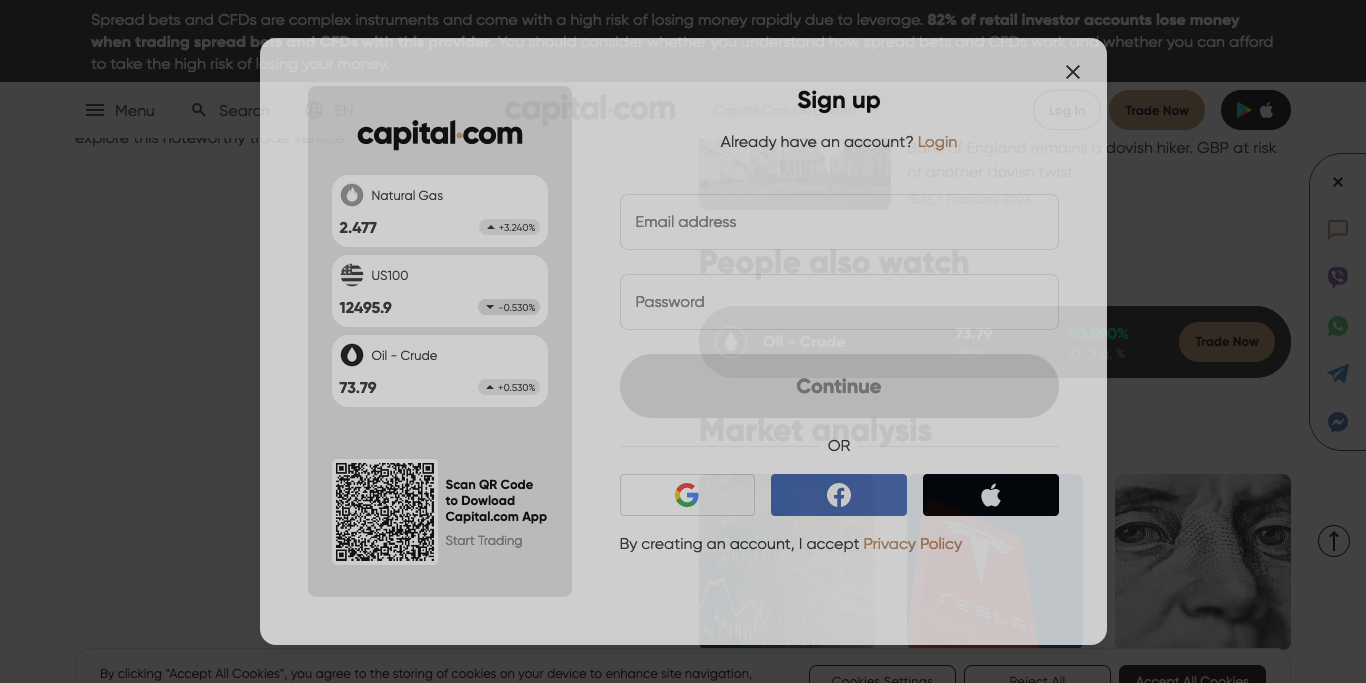 Spread bets and CFDs are complex instruments and come with a high risk of losing money rapidly due to leverage. 82% of retail investor accounts lose money
when trading spread bets and CFDs with this provider. You should consider whether you understand how spread bets and CFDs work and whether you can afford
to take the high risk of losing your money.
Menu
Search
EN
capital.com
Capital Com
Log In
Trade Now
explore this noteworthy trade vehicle.
Bank of England remains a dovish hiker. GBP at risk
of another dovish twist
16:13, 1 February 2023
People also watch
Oil - Crude
73.79
Price
+0.590%
1D Chg, %
Trade Now
Market analysis
TESLA
capital.com
Natural Gas
2.477
+3.240%
US100
12495.9
-0.530%
Oil - Crude
73.79
+0.530%
Scan QR Code
to Dowload
Capital.com App
Start Trading
Sign up
Already have an account? Login
Email address
Password
Continue
OR
By creating an account, I accept Privacy Policy
By clicking “Accept All Cookies”, you agree to the storing of cookies on your device to enhance site navigation,
Cookies Settings
Reject All
Accept All Cookies